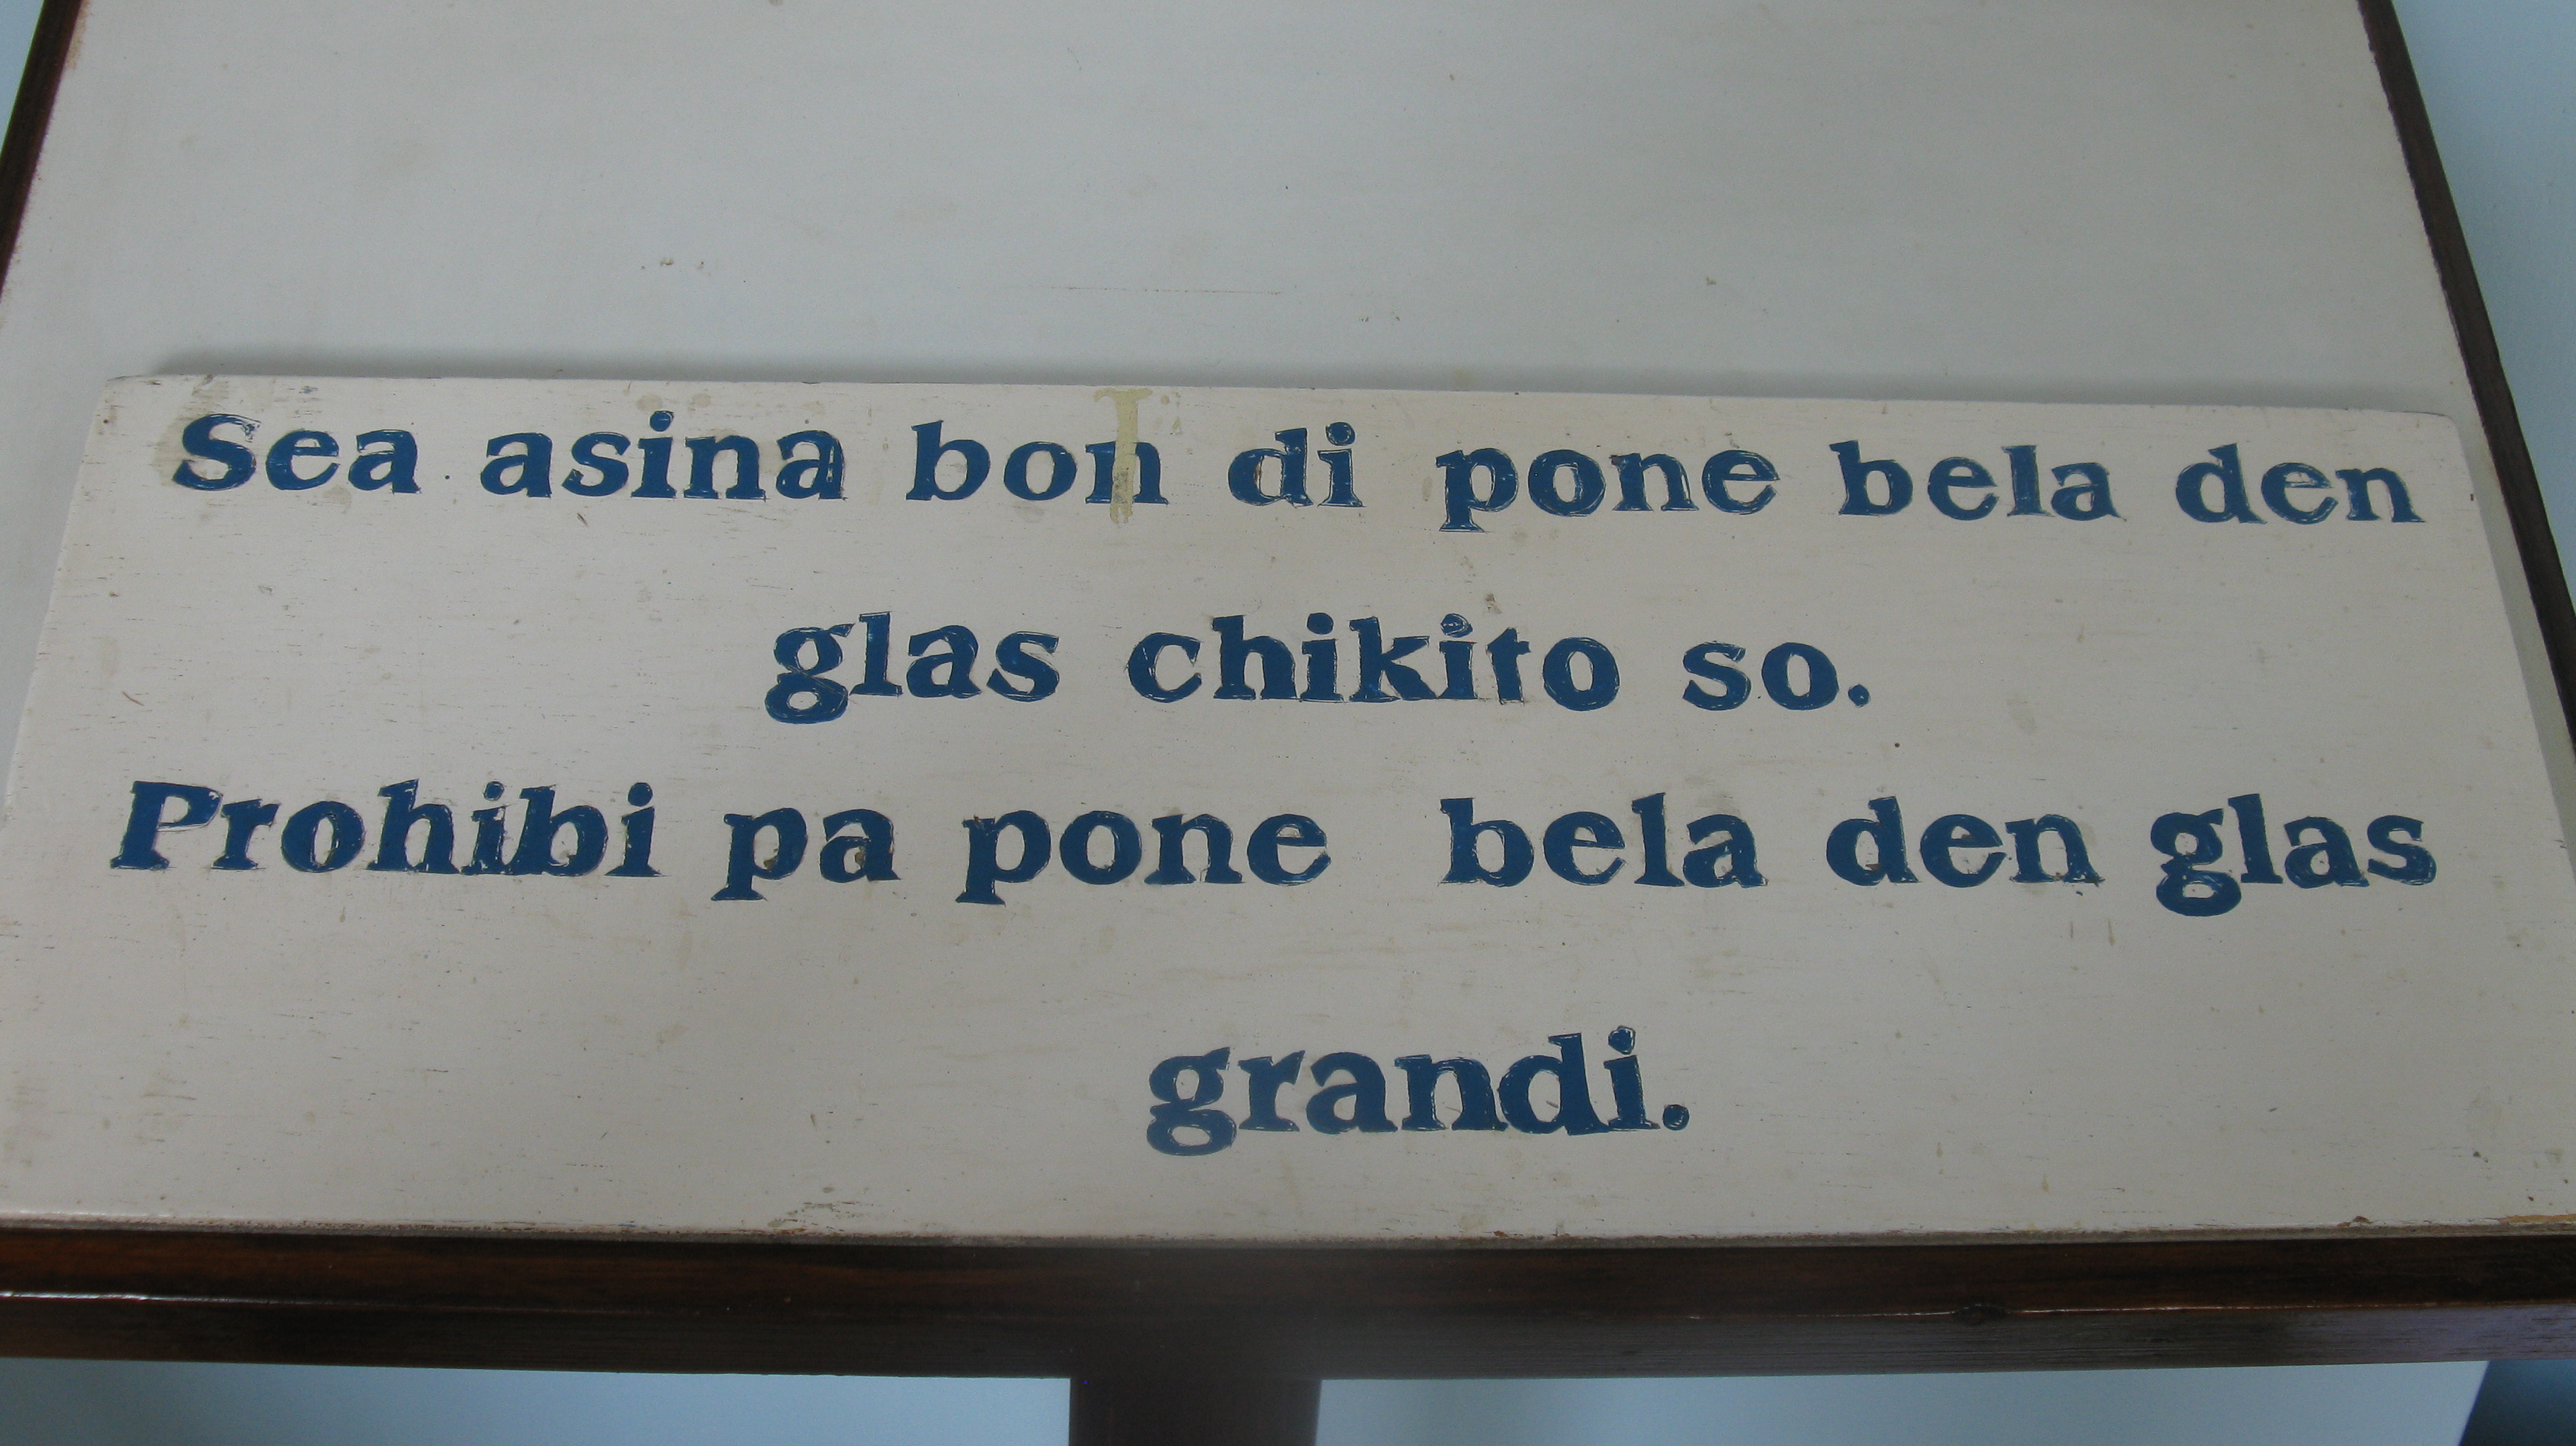 Sea asina bon di pone bela den
glas chikito so.
Prohibi pa pone bela den glas
grandi.